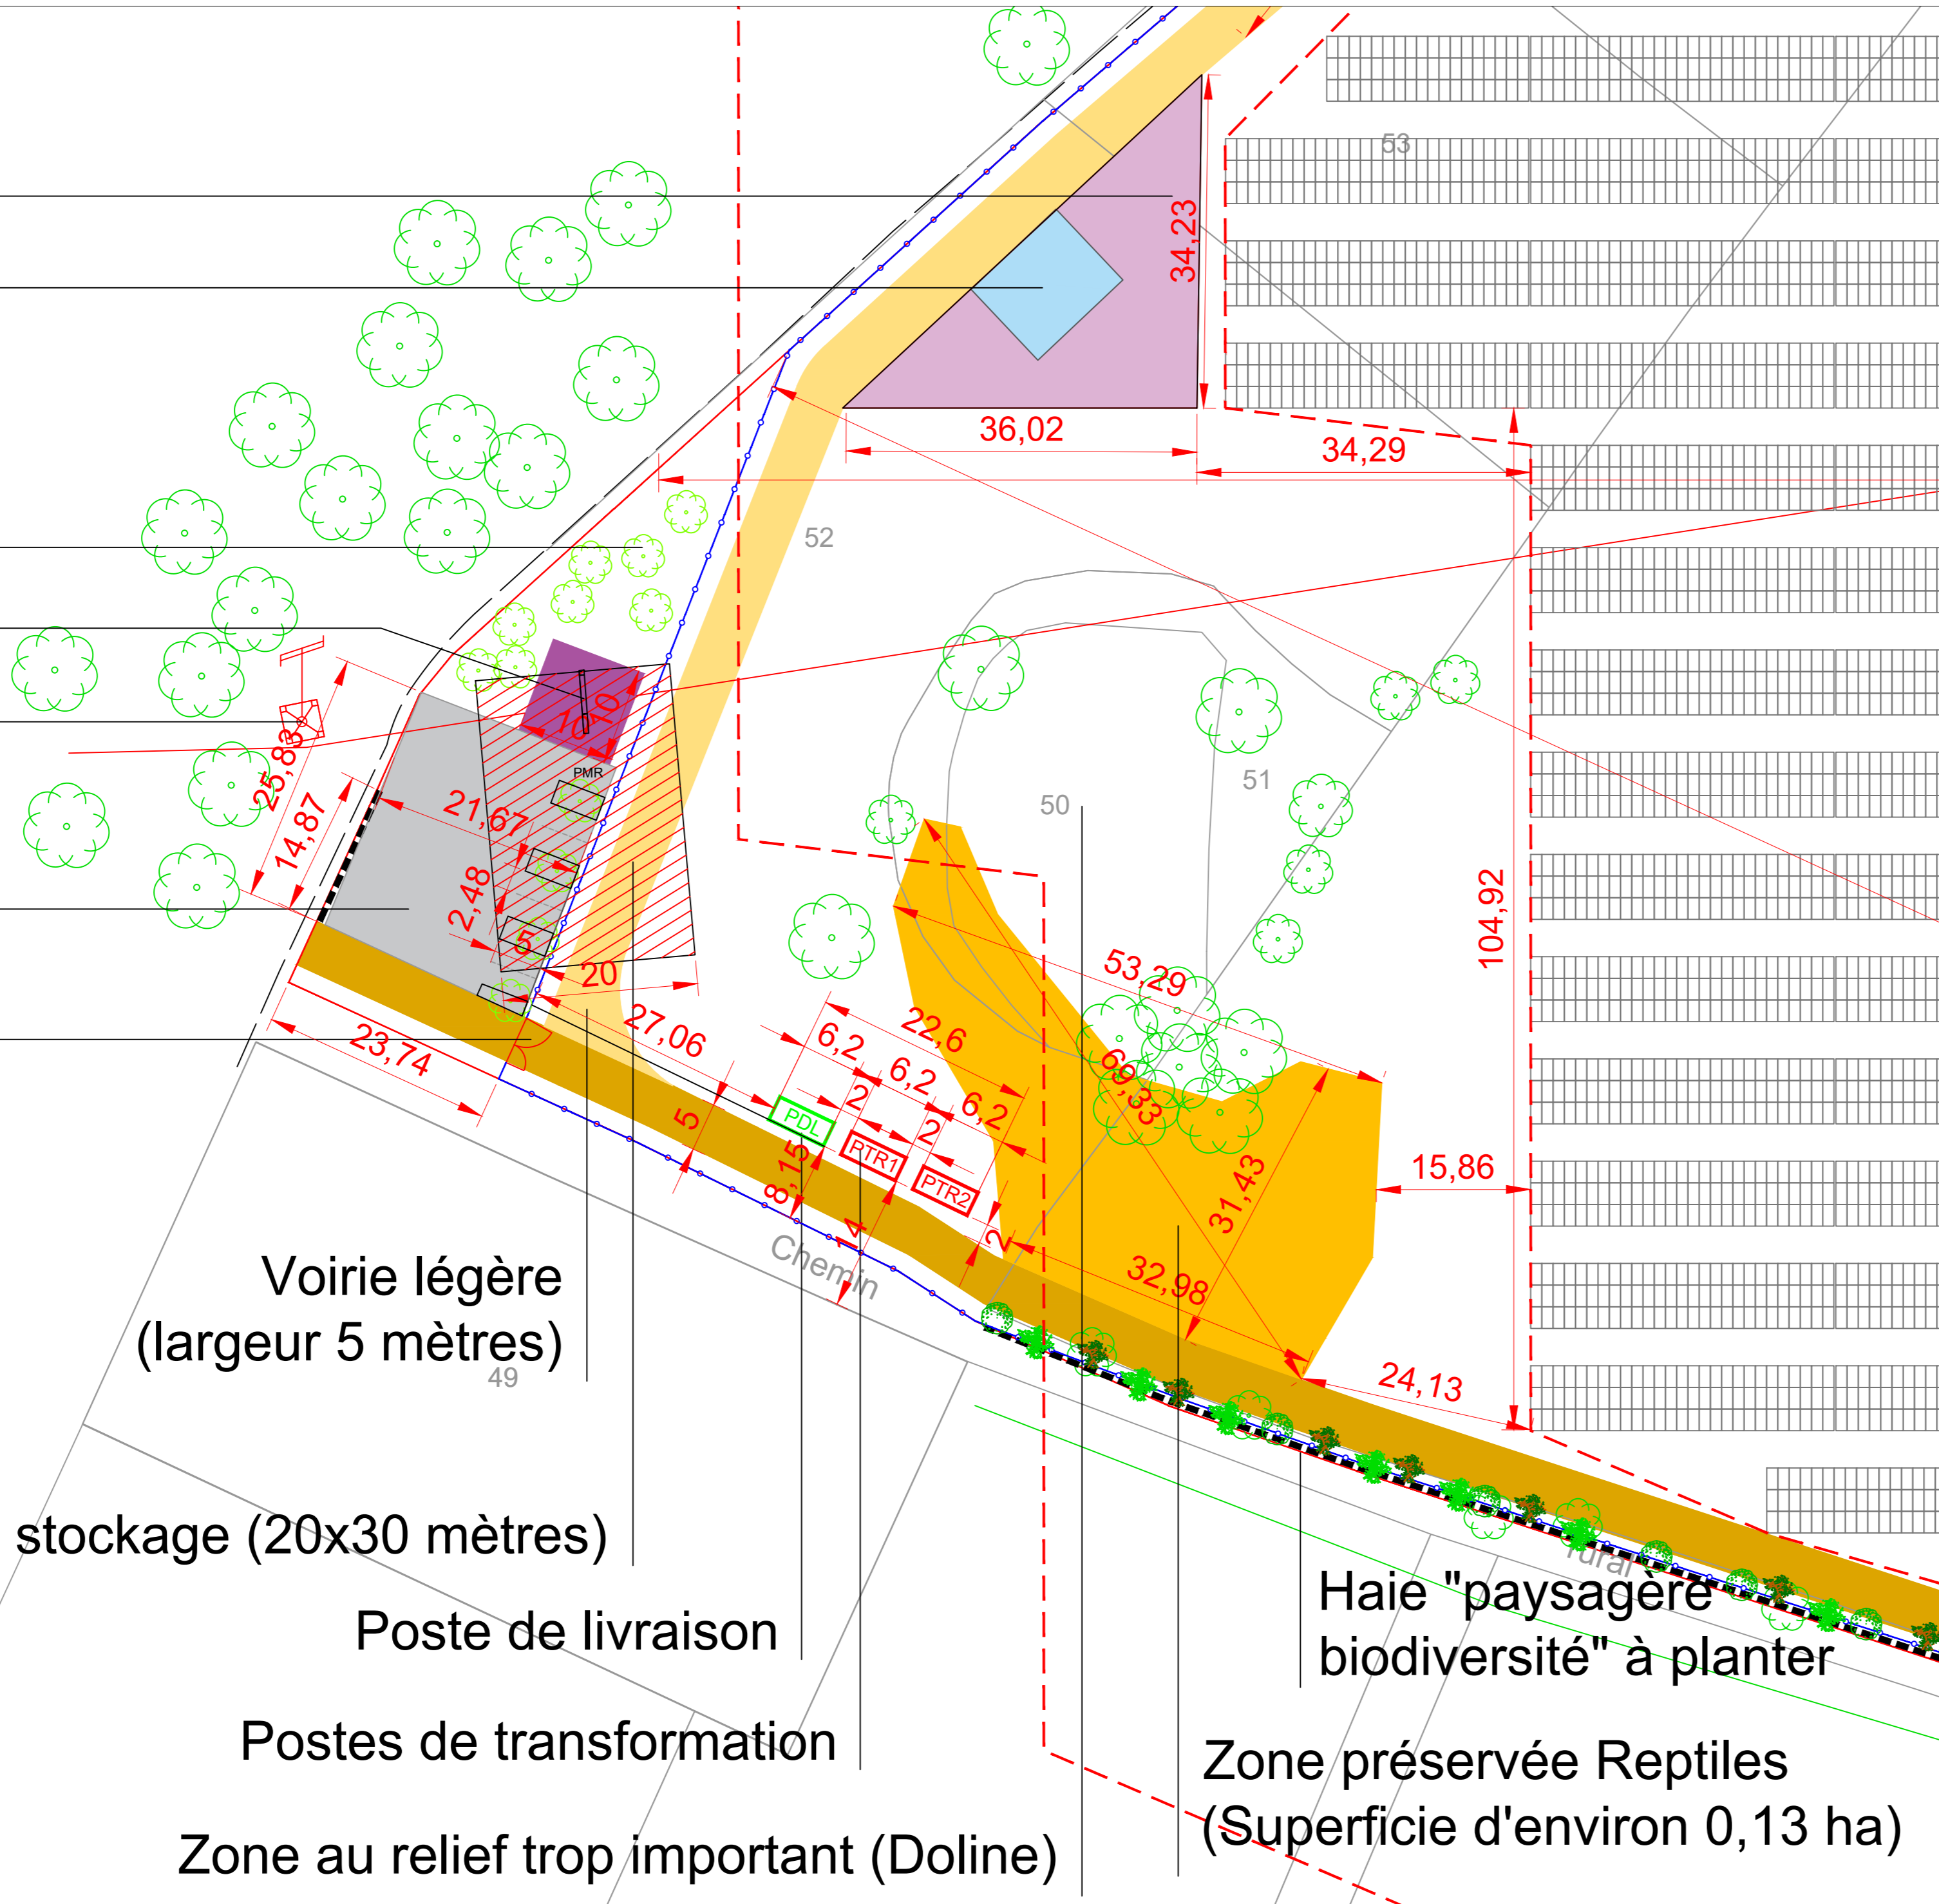 53
34,23
36,02
34,29
52
10
10
PMR
25,83
14,87
21,67
51
50
2,48
5
20
104,92
53,29
27,06
22,6
6,2
6,2
6,2
23,74
69,33
2
2
5
PDL
PTR1
PTR2
8,15
14
2
31,43
15,86
32,98
Chemin
24,13
Voirie légère
(largeur 5 mètres)
49
stockage (20x30 mètres)
rural
Haie "paysagère
biodiversité" à planter
Poste de livraison
Postes de transformation
Zone préservée Reptiles
(Superficie d'environ 0,13 ha)
Zone au relief trop important (Doline)